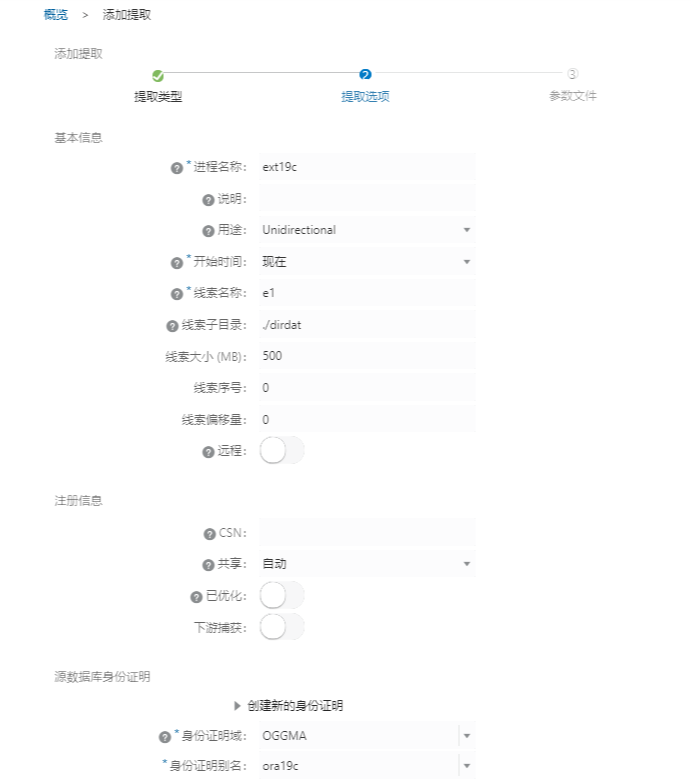 概览 > 添加提取
添加提取
2 3
提取类型 提取选项 参数文件
基本信息
? *进程名称: ext19c
? 说明:
? 用途: Unidirectional
? *开始时间: 现在
? *线索名称: e1
? 线索子目录: ./dirdat
线索大小 (MB): 500
线索序号: 0
线索偏移量: 0
? 远程:
注册信息
? CSN:
? 共享: 自动
? 已优化:
下游捕获:
源数据库身份证明
创建新的身份证明
? *身份证明域: OGGMA
*身份证明别名: ora19c